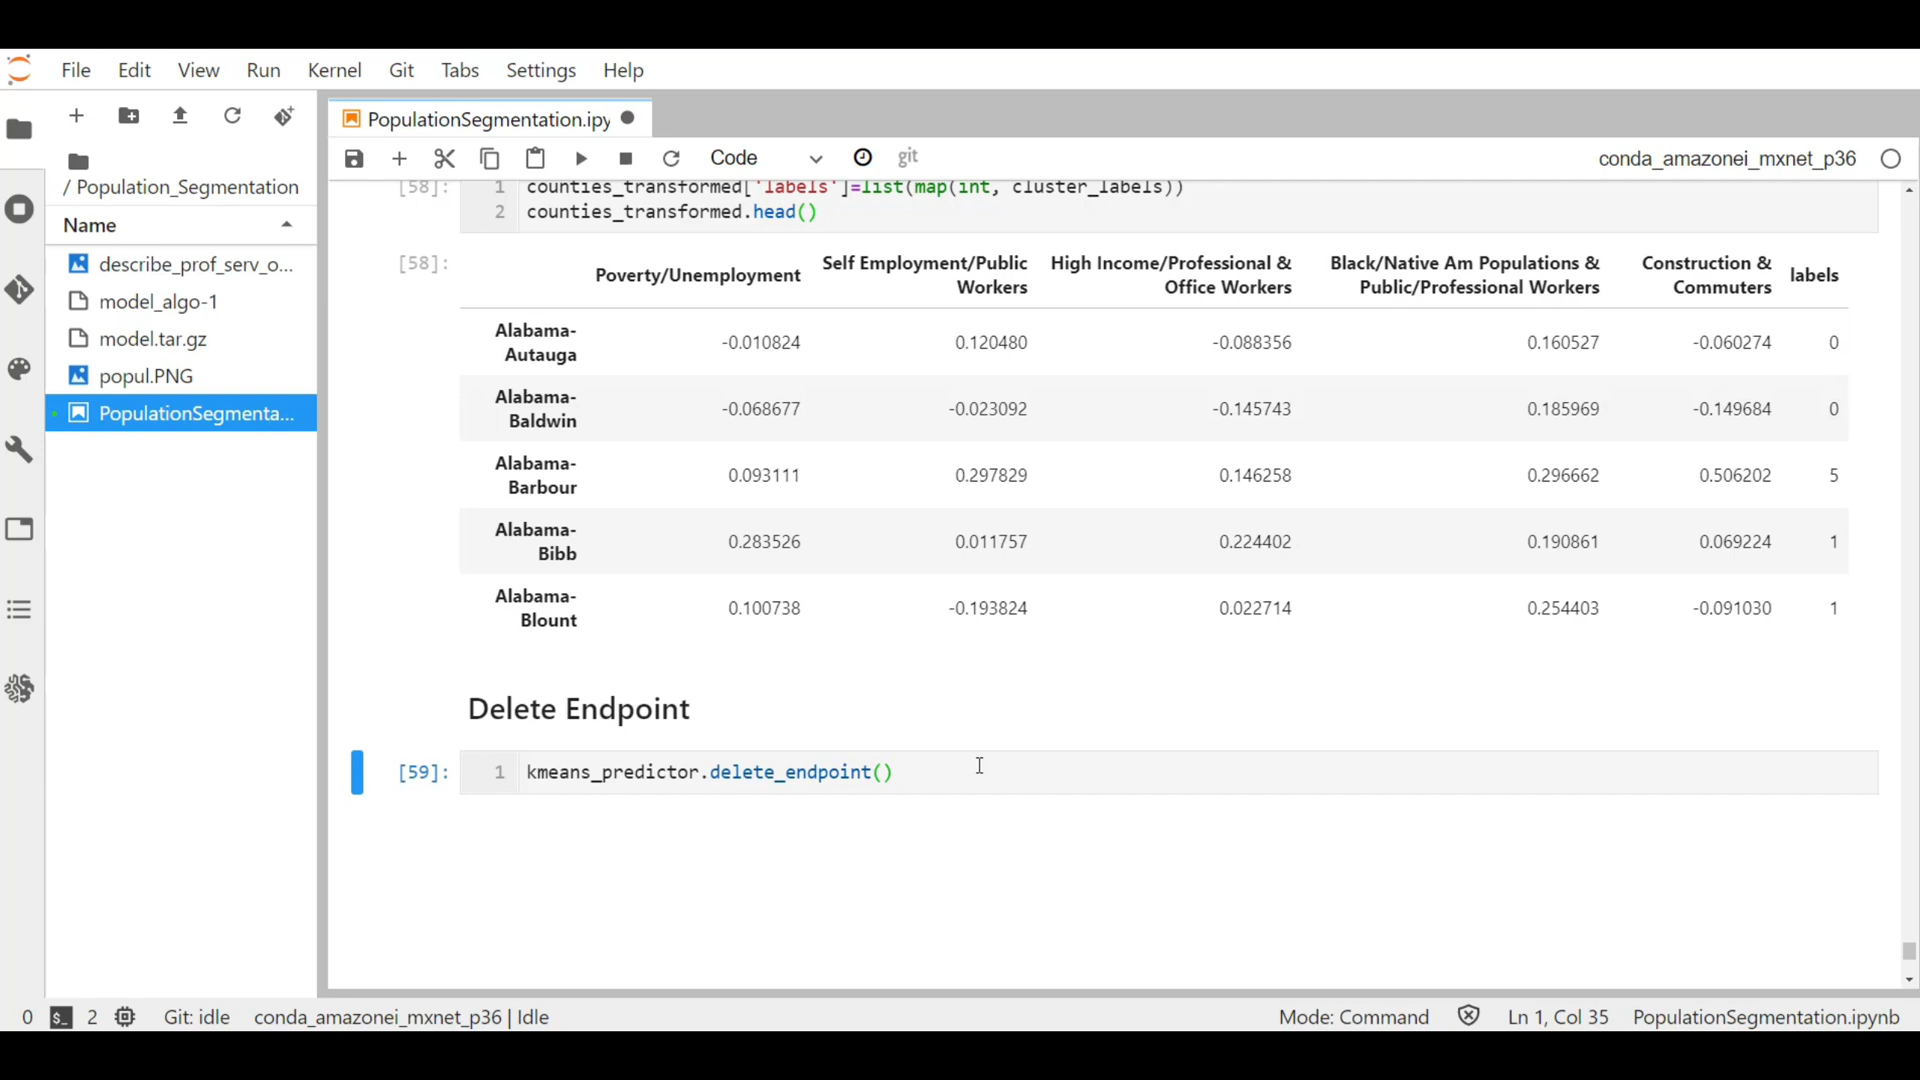 File Edit View Run Kernel Git Tabs Settings Help
PopulationSegmentation.ipy
Code git conda_amazonei_mxnet_p36
/ Population_Segmentation
Name
describe_prof_serv_o...
model_algo-1
model.tar.gz
popul.PNG
PopulationSegmenta...
[58]: 1 counties_transformed['labels']=list(map(int, cluster_labels))
2 counties_transformed.head()
[58]:
Poverty/Unemployment Self Employment/Public Workers High Income/Professional & Office Workers Black/Native Am Populations & Public/Professional Workers Construction & Commuters labels
Alabama-Autauga -0.010824 0.120480 -0.088356 0.160527 -0.060274 0
Alabama-Baldwin -0.068677 -0.023092 -0.145743 0.185969 -0.149684 0
Alabama-Barbour 0.093111 0.297829 0.146258 0.296662 0.506202 5
Alabama-Bibb 0.283526 0.011757 0.224402 0.190861 0.069224 1
Alabama-Blount 0.100738 -0.193824 0.022714 0.254403 -0.091030 1
Delete Endpoint
[59]: 1 kmeans_predictor.delete_endpoint()
0 $_ 2 Git: idle conda_amazonei_mxnet_p36 | Idle Mode: Command Ln 1, Col 35 PopulationSegmentation.ipynb